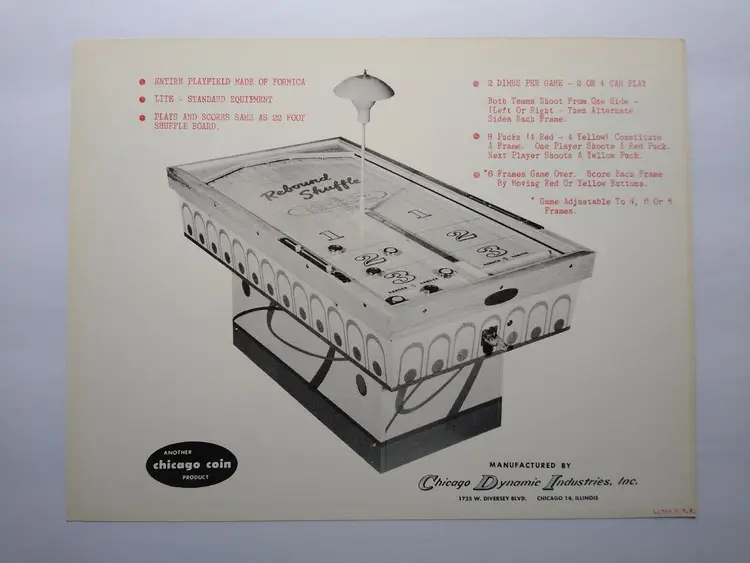 ENTIRE PLAYFIELD MADE OF FORMICA
LITE - STANDARD EQUIPMENT
PLAYS AND SCORES SAME AS 22 FOOT
SHUFFLE BOARD.
2 DIMES PER GAME - 2 OR 4 CAN PLAY
Both Teams Shoot From One Side -
(Left Or Right - Then Alternate
Sides Each Frame.
8 Pucks (4 Red - 4 Yellow) Constitute
A Frame. One Player Shoots A Red Puck.
Next Player Shoots A Yellow Puck.
*6 Frames Game Over. Score Each Frame
By Moving Red Or Yellow Buttons.
* Game Adjustable To 4, 6 Or 8
Frames.
Rebound
Shuffle
1
2
3
1
2
3
ANOTHER
chicago coin
PRODUCT
MANUFACTURED BY
Chicago Dynamic Industries, Inc.
1725 W. DIVERSEY BLVD. CHICAGO 14, ILLINOIS